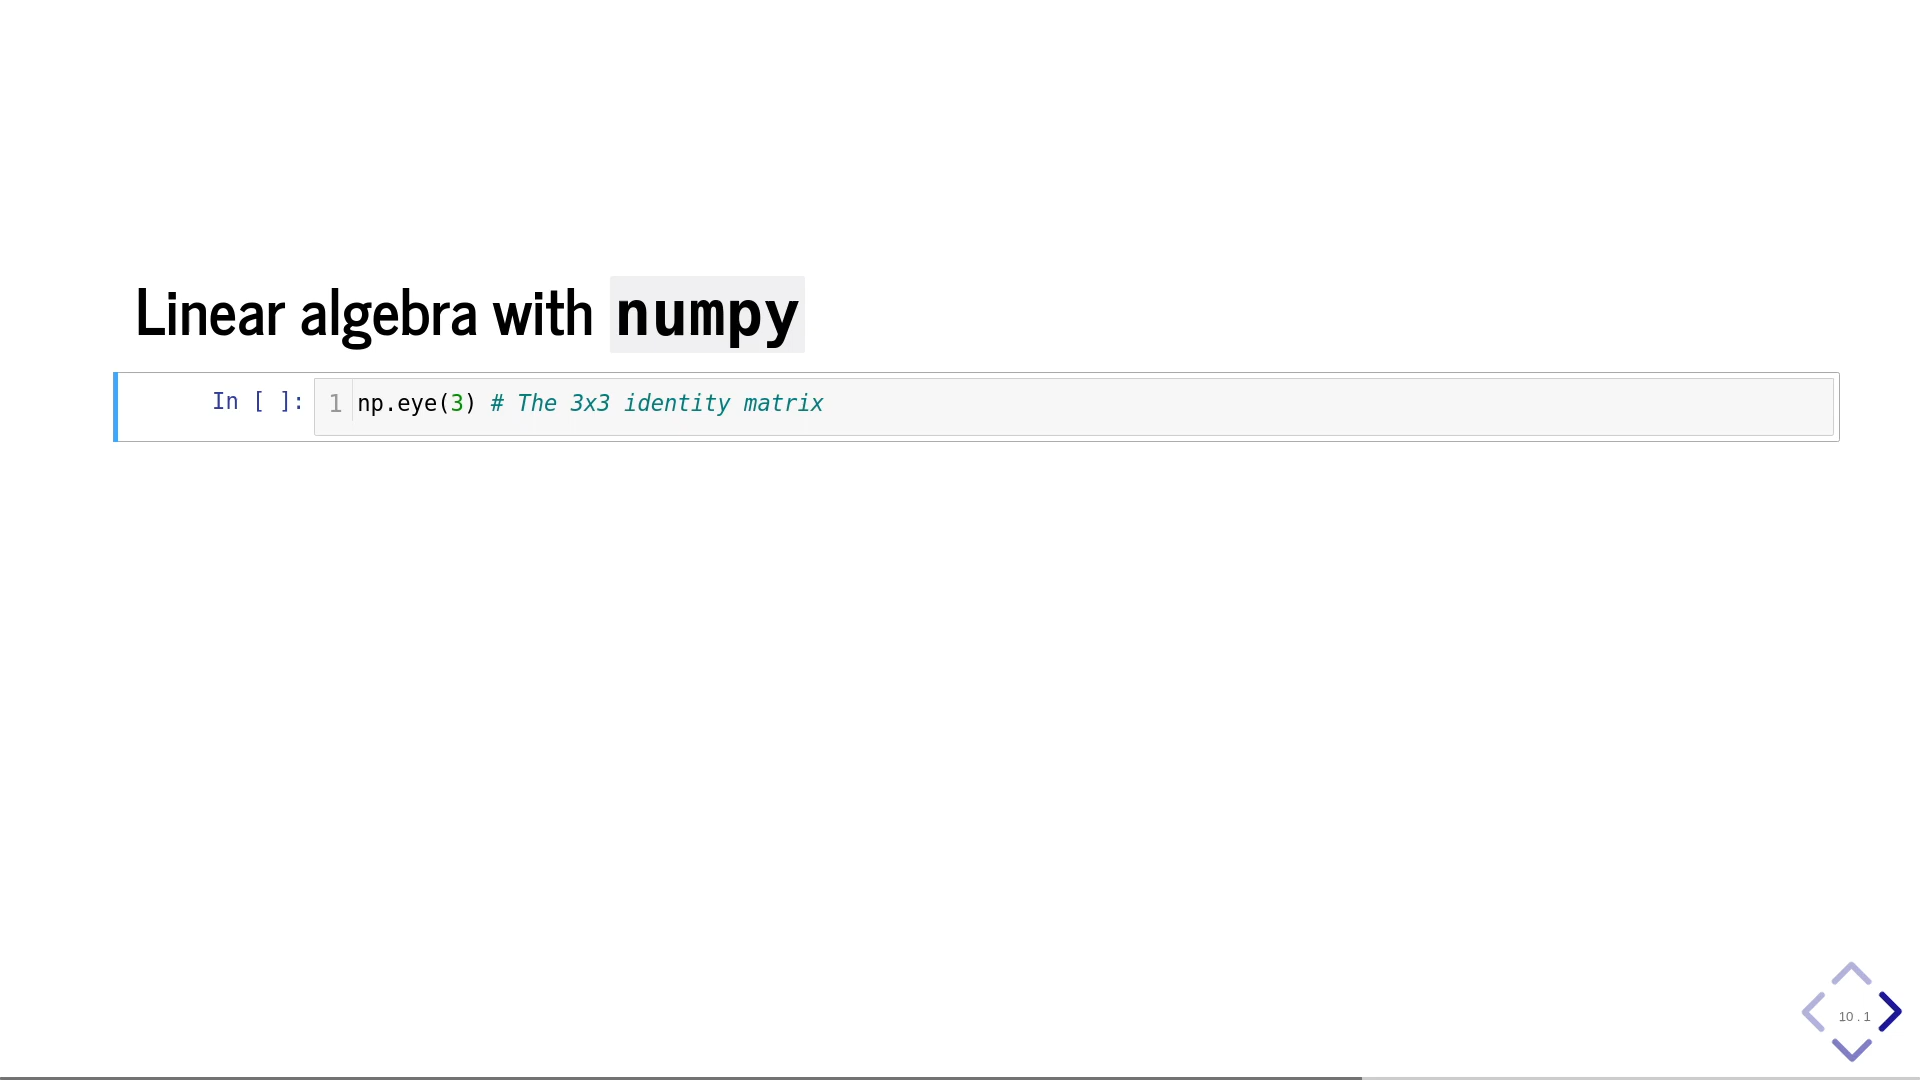 Linear algebra with numpy
In [ ]: 1 np.eye(3) # The 3x3 identity matrix
10 . 1